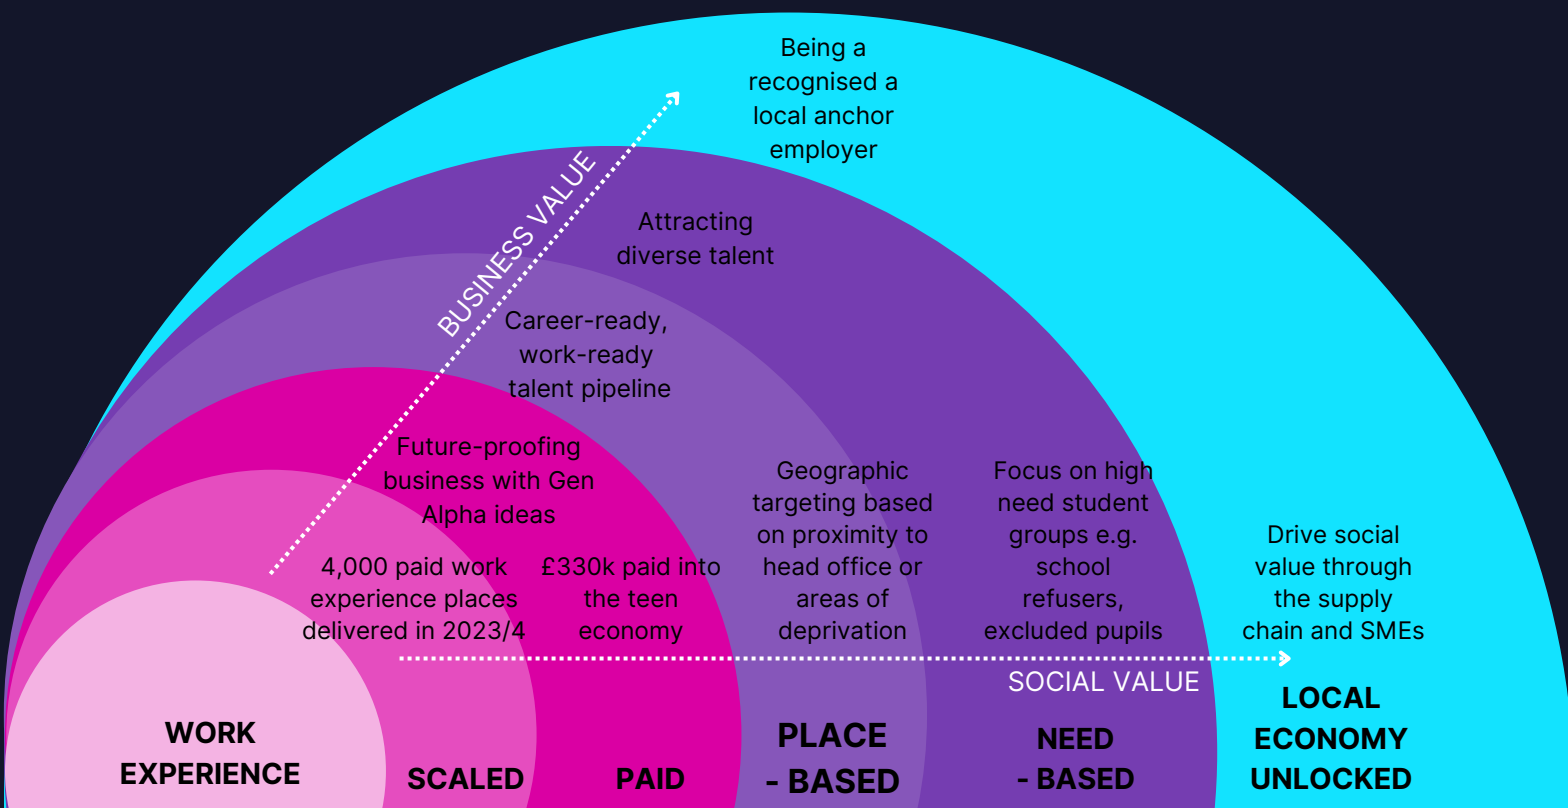 Being a
recognised a
local anchor
employer
BUSINESS VALUE
Attracting
diverse talent
Career-ready,
work-ready
talent pipeline
Future-proofing
business with Gen
Alpha ideas
4,000 paid work
experience places
delivered in 2023/4
£330k paid into
the teen
economy
Geographic
targeting based
on proximity to
head office or
areas of
deprivation
Focus on high
need student
groups e.g.
school
refusers,
excluded pupils
Drive social
value through
the supply
chain and SMEs
SOCIAL VALUE
WORK
EXPERIENCE
SCALED
PAID
PLACE
- BASED
NEED
- BASED
LOCAL
ECONOMY
UNLOCKED